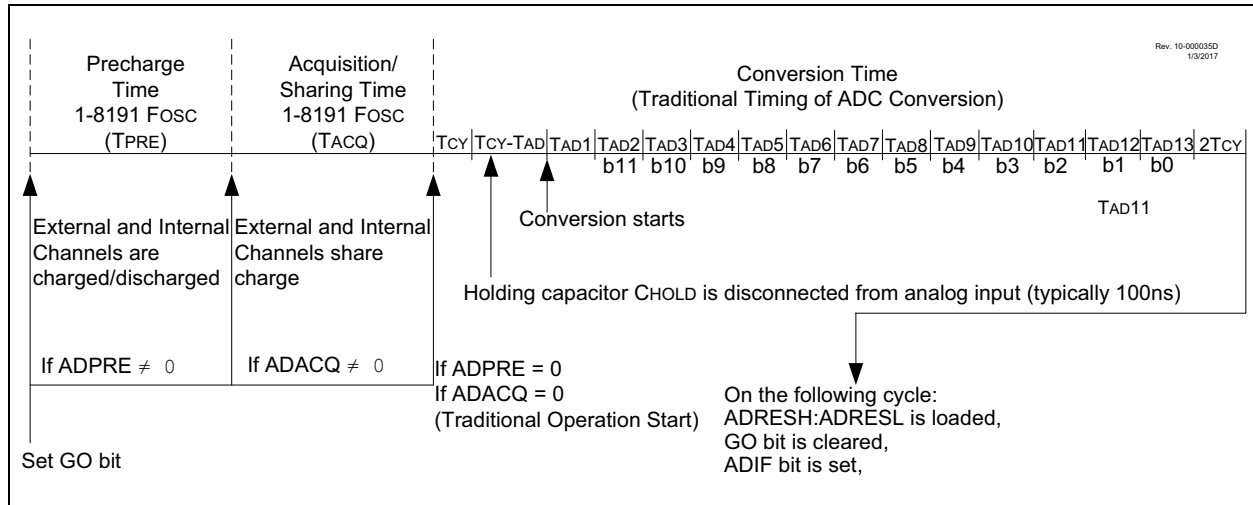 Rev. 10-000035D
1/3/2017
Precharge
Time
1-8191 FOSC
(TPRE)
Acquisition/
Sharing Time
1-8191 FOSC
(TACQ)
Conversion Time
(Traditional Timing of ADC Conversion)
TCY TCY-TAD TAD1 TAD2 TAD3 TAD4 TAD5 TAD6 TAD7 TAD8 TAD9 TAD10 TAD11 TAD12 TAD13 2TCY
b11 b10 b9 b8 b7 b6 b5 b4 b3 b2 b1 b0
TAD11
External and Internal
Channels are
charged/discharged
External and Internal
Channels share
charge
Conversion starts
Holding capacitor CHOLD is disconnected from analog input (typically 100ns)
If ADPRE ≠ 0
If ADACQ ≠ 0
If ADPRE = 0
If ADACQ = 0
(Traditional Operation Start)
On the following cycle:
ADRESH:ADRESL is loaded,
GO bit is cleared,
ADIF bit is set,
Set GO bit